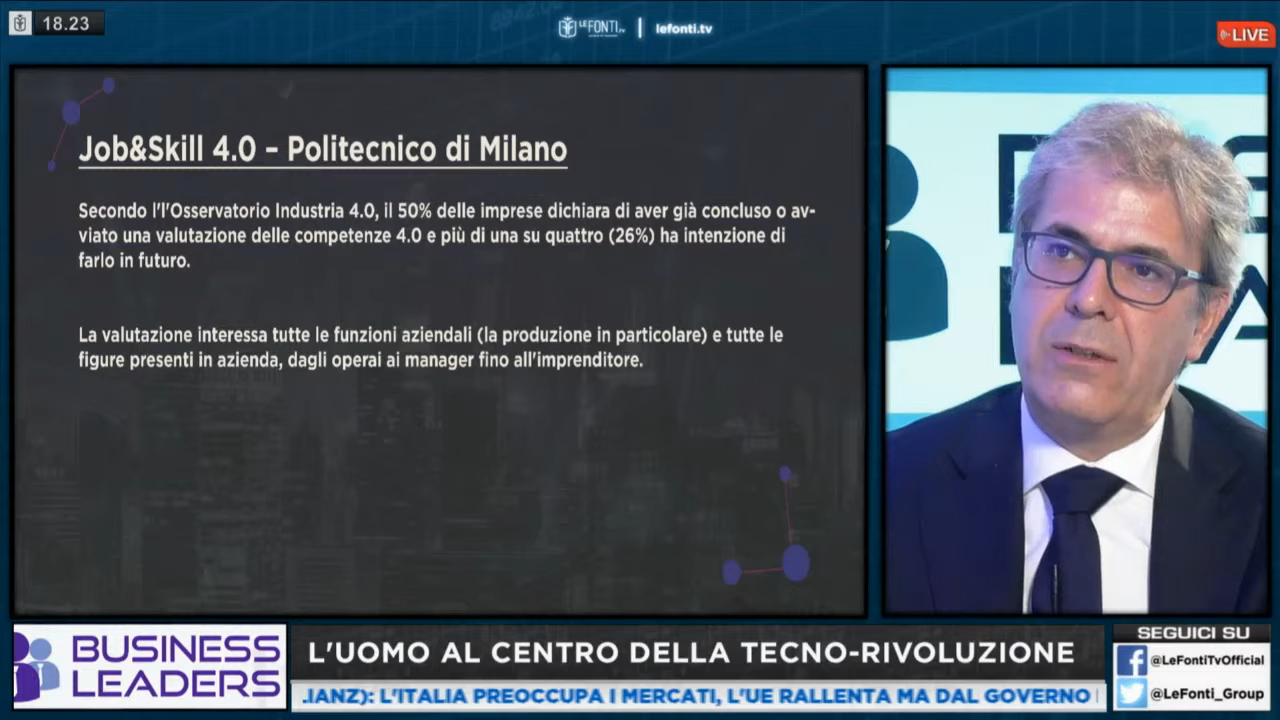 18.23
LE FONTI TV | lefonti.tv
LIVE
Job&Skill 4.0 – Politecnico di Milano
Secondo l'l'Osservatorio Industria 4.0, il 50% delle imprese dichiara di aver già concluso o av-
viato una valutazione delle competenze 4.0 e più di una su quattro (26%) ha intenzione di
farlo in futuro.
La valutazione interessa tutte le funzioni aziendali (la produzione in particolare) e tutte le
figure presenti in azienda, dagli operai ai manager fino all'imprenditore.
BUSINESS
LEADERS
L'UOMO AL CENTRO DELLA TECNO-RIVOLUZIONE
.IANZ): L'ITALIA PREOCCUPA I MERCATI, L'UE RALLENTA MA DAL GOVERNO
SEGUICI SU
@LeFontiTvOfficial
@LeFonti_Group